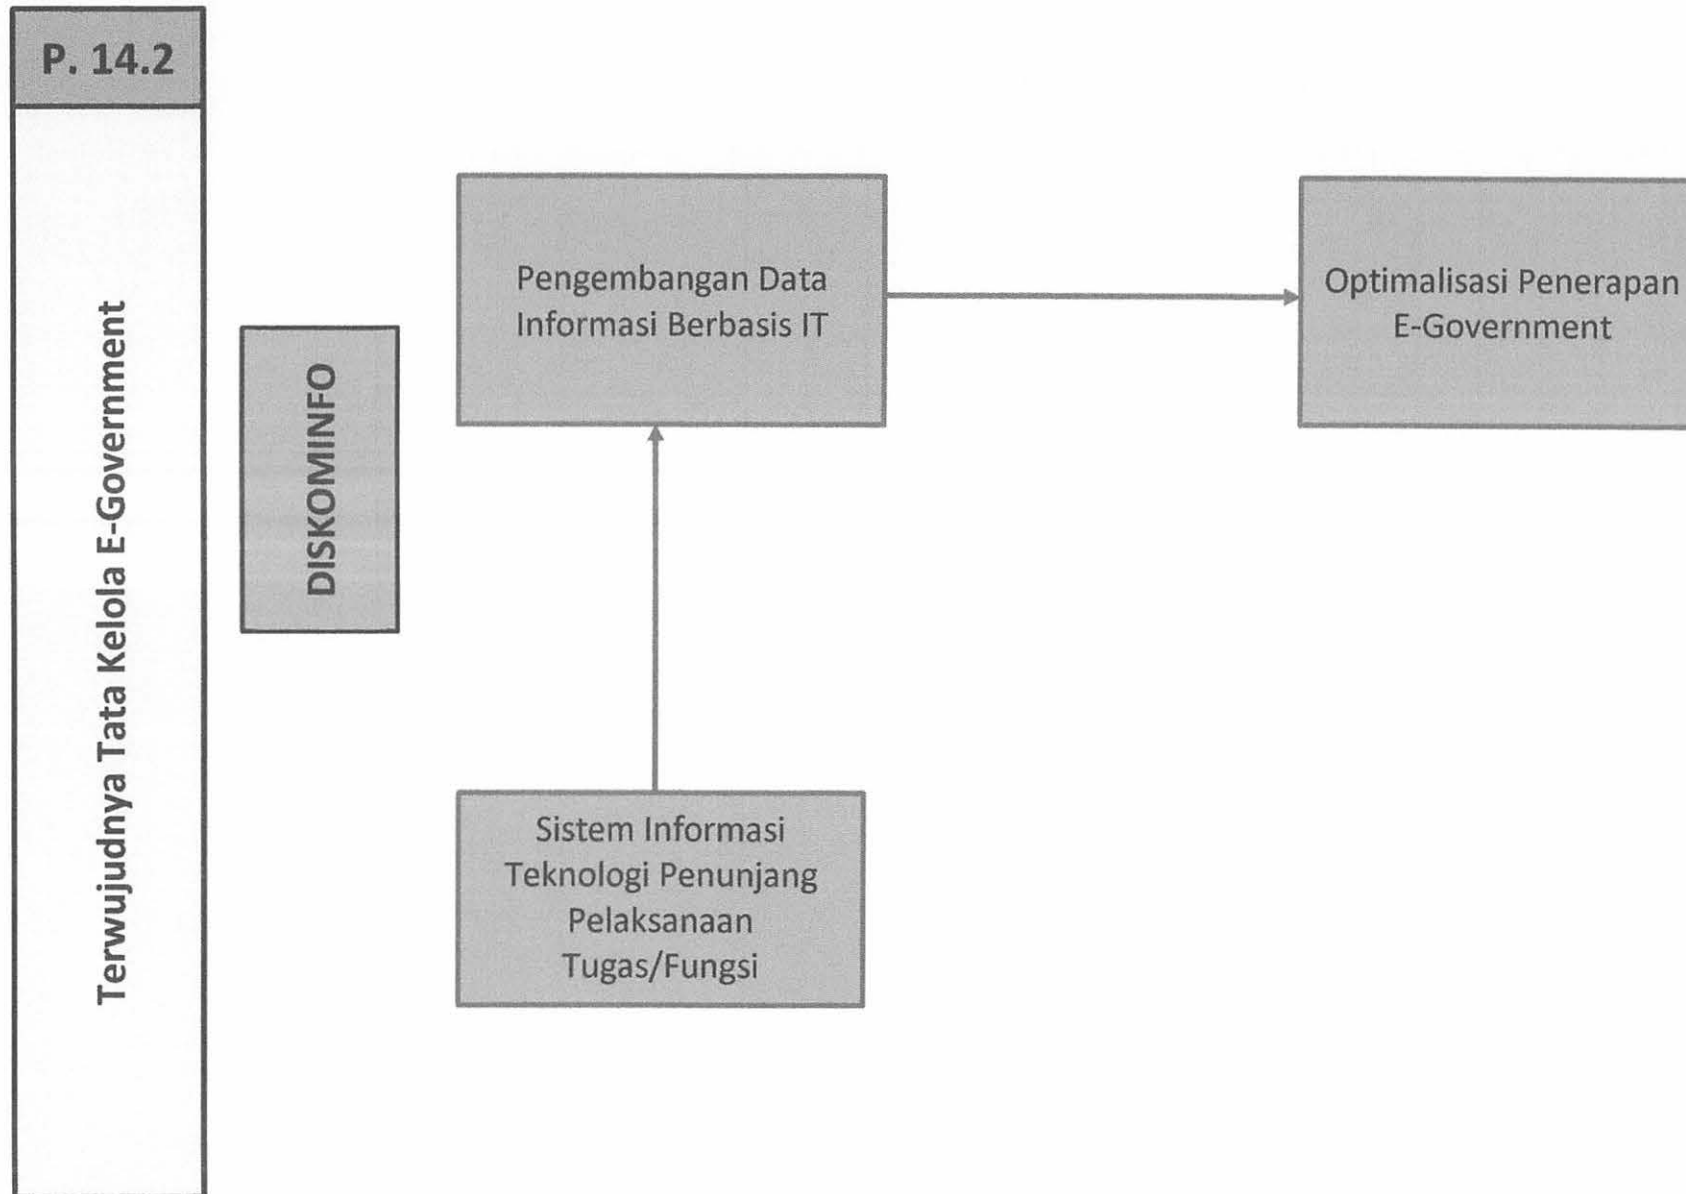 P. 14.2
Terwujudnya Tata Kelola E-Government
DISKOMINFO
Pengembangan Data
Informasi Berbasis IT
Optimalisasi Penerapan
E-Government
Sistem Informasi
Teknologi Penunjang
Pelaksanaan
Tugas/Fungsi